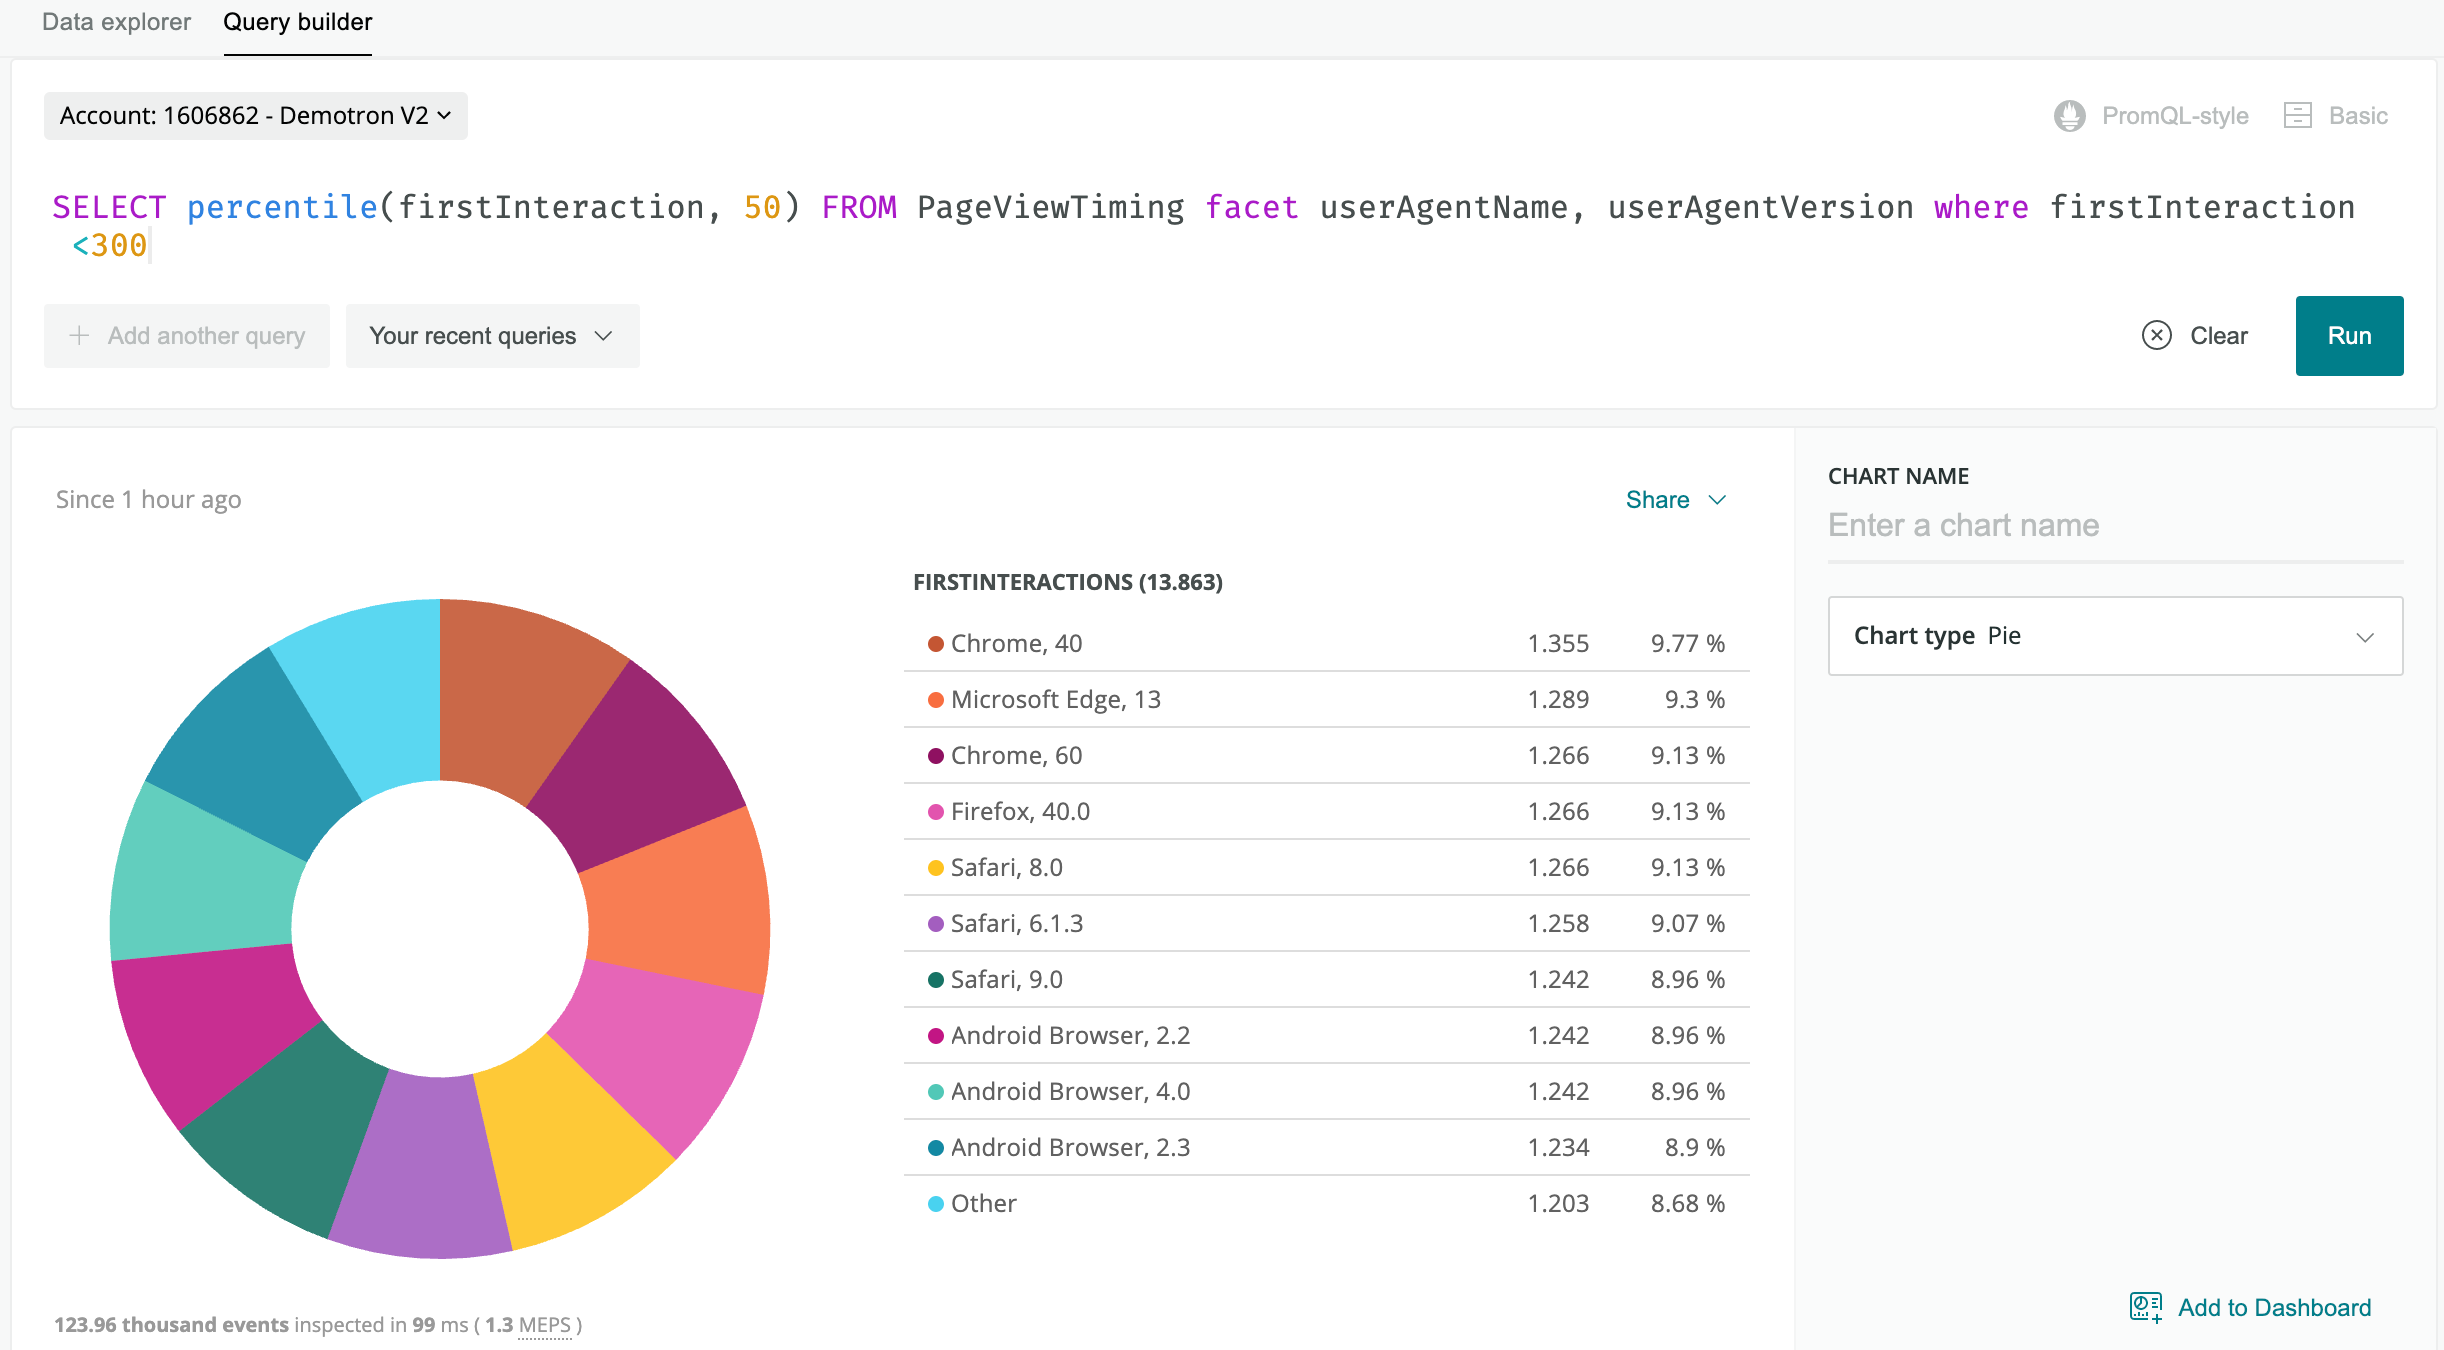 Data explorer Query builder
Account: 1606862 - Demotron V2
PromQL-style Basic
SELECT percentile(firstInteraction, 50) FROM PageViewTiming facet userAgentName, userAgentVersion where firstInteraction
<300
Add another query Your recent queries Clear Run
Since 1 hour ago Share
FIRSTINTERACTIONS (13.863)
Chrome, 40 1.355 9.77 %
Microsoft Edge, 13 1.289 9.3 %
Chrome, 60 1.266 9.13 %
Firefox, 40.0 1.266 9.13 %
Safari, 8.0 1.266 9.13 %
Safari, 6.1.3 1.258 9.07 %
Safari, 9.0 1.242 8.96 %
Android Browser, 2.2 1.242 8.96 %
Android Browser, 4.0 1.242 8.96 %
Android Browser, 2.3 1.234 8.9 %
Other 1.203 8.68 %
123.96 thousand events inspected in 99 ms ( 1.3 MEPS )
CHART NAME
Enter a chart name
Chart type Pie
Add to Dashboard